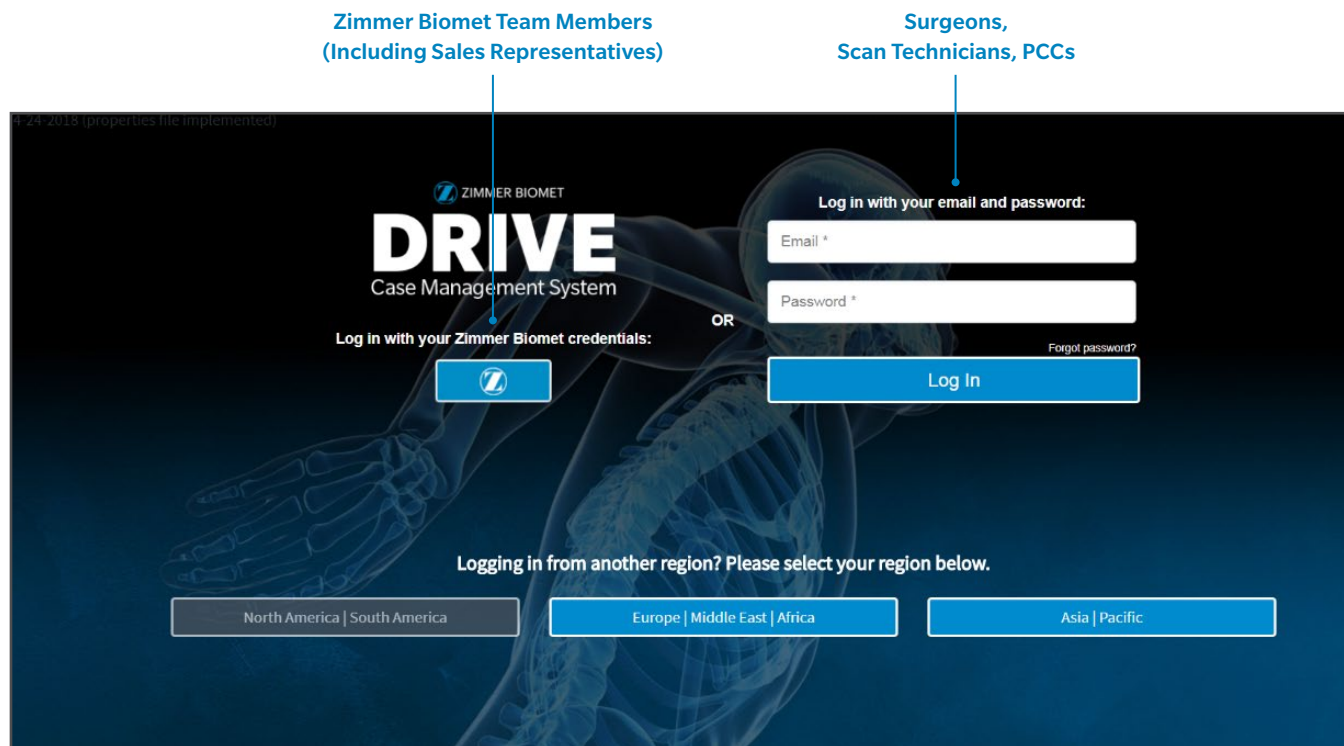 Zimmer Biomet Team Members
(Including Sales Representatives)
Surgeons,
Scan Technicians, PCCs
4-24-2018 (properties file implemented)
ZIMMER BIOMET
DRIVE
Case Management System
Log in with your Zimmer Biomet credentials:
OR
Log in with your email and password:
Email *
Password *
Forgot password?
Log In
Logging in from another region? Please select your region below.
North America | South America
Europe | Middle East | Africa
Asia | Pacific